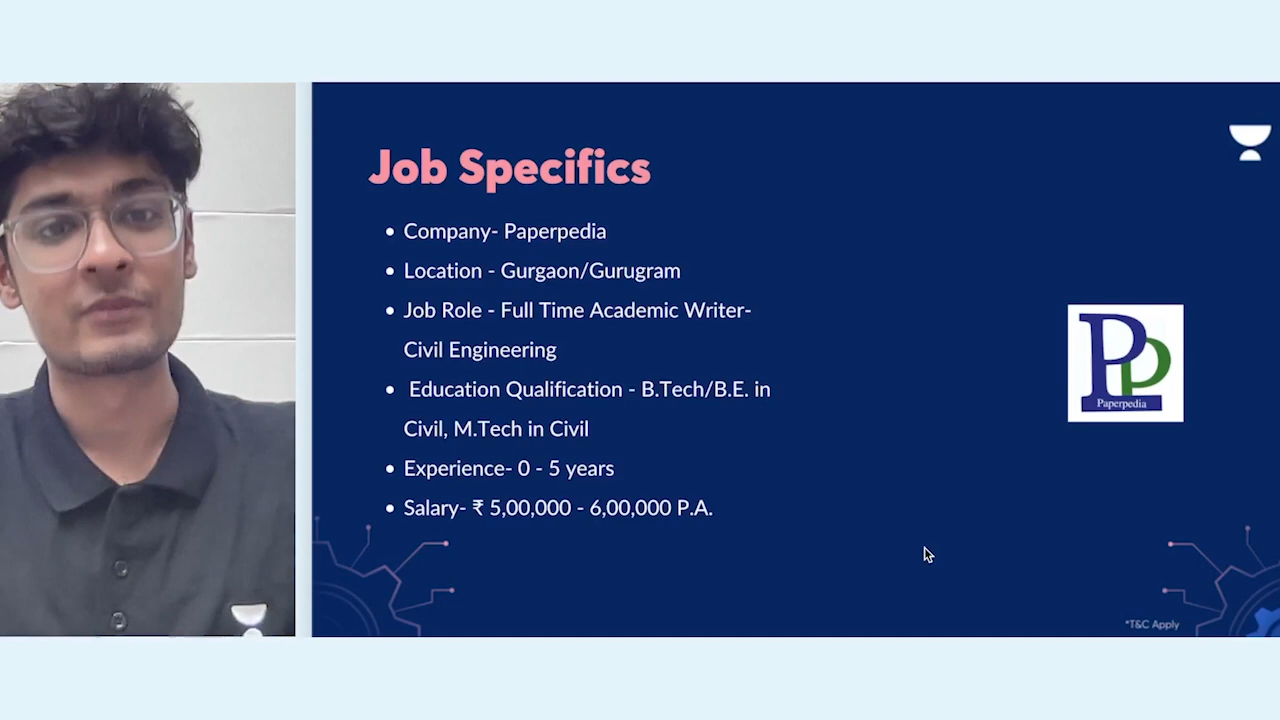 Job Specifics
Company- Paperpedia
Location - Gurgaon/Gurugram
Job Role - Full Time Academic Writer-
Civil Engineering
Education Qualification - B.Tech/B.E. in
Civil, M.Tech in Civil
Experience- 0 - 5 years
Salary- ₹ 5,00,000 - 6,00,000 P.A.
PP
Paperpedia
*T&C Apply